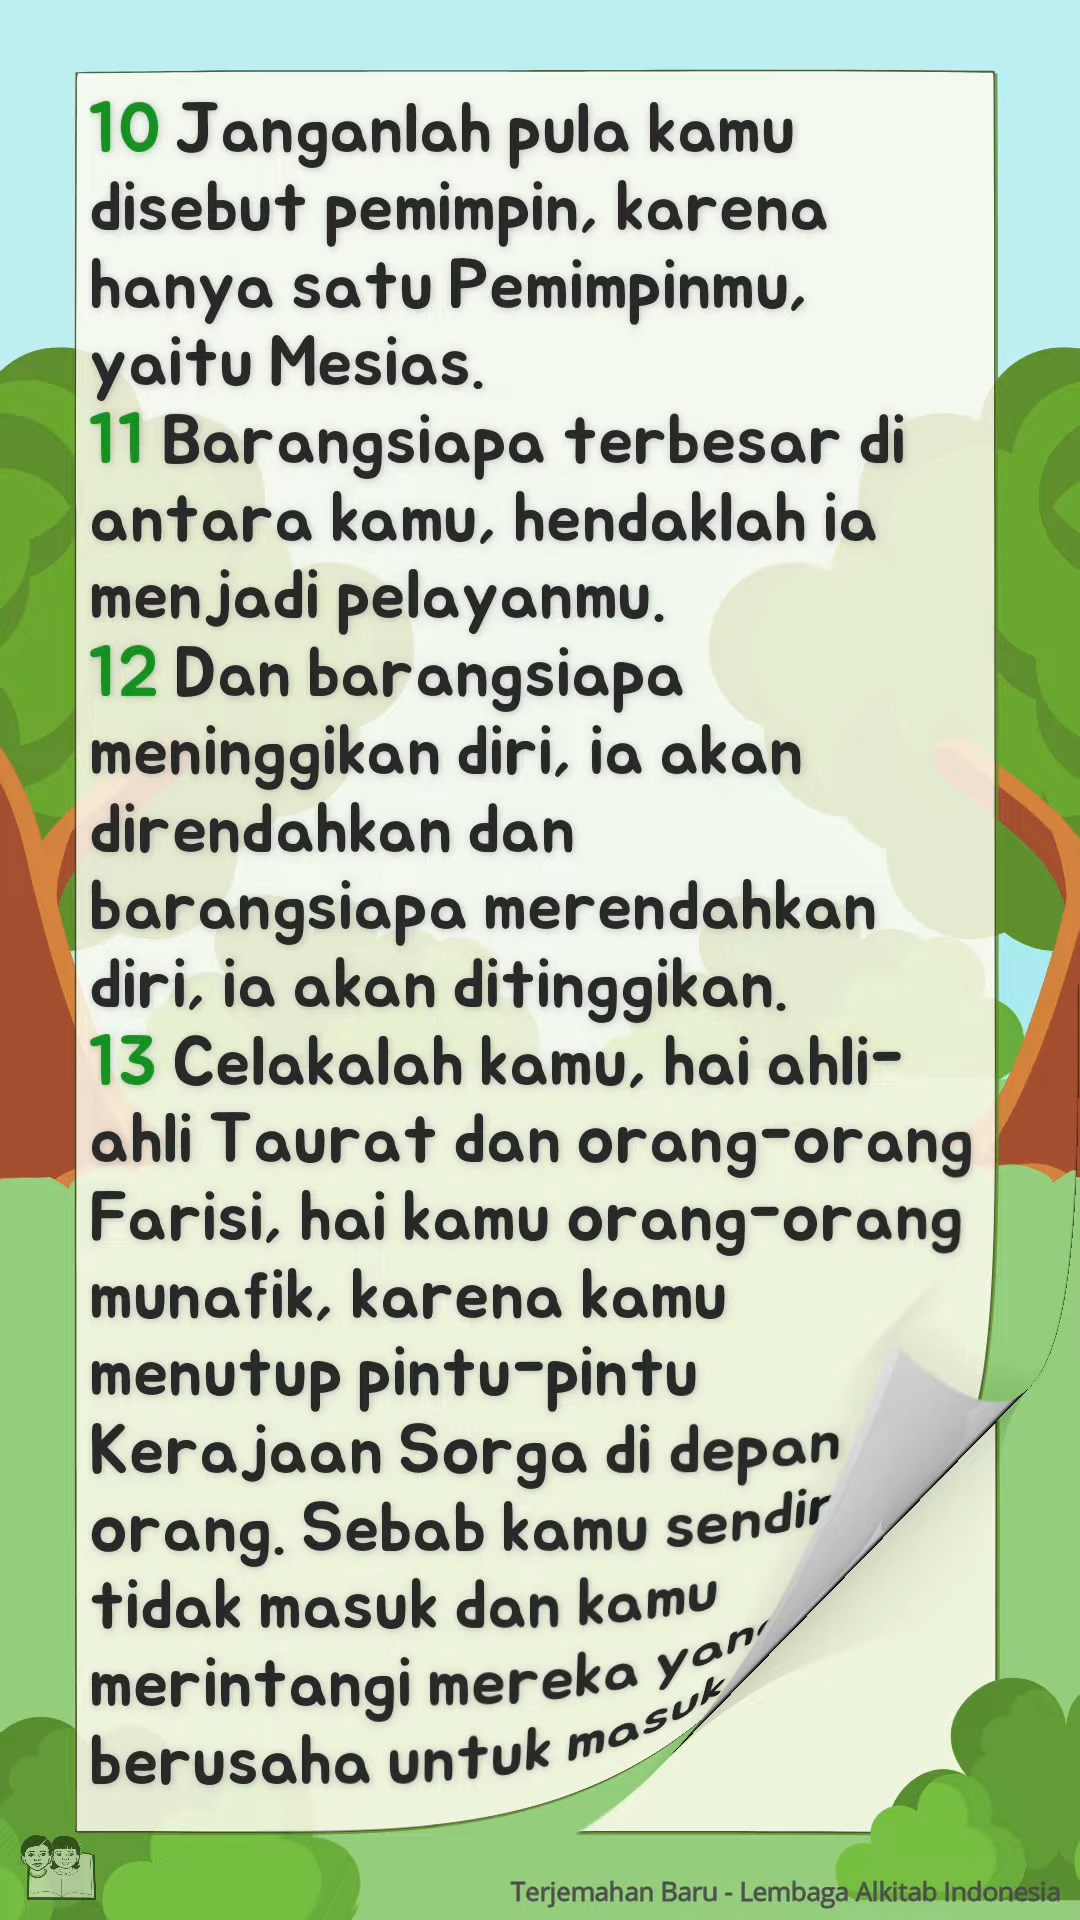 10 Janganlah pula kamu
disebut pemimpin, karena
hanya satu Pemimpinmu,
yaitu Mesias.
11 Barangsiapa terbesar di
antara kamu, hendaklah ia
menjadi pelayanmu.
12 Dan barangsiapa
meninggikan diri, ia akan
direndahkan dan
barangsiapa merendahkan
diri, ia akan ditinggikan.
13 Celakalah kamu, hai ahli-
ahli Taurat dan orang-orang
Farisi, hai kamu orang-orang
munafik, karena kamu
menutup pintu-pintu
Kerajaan Sorga di depan
orang. Sebab kamu
tidak masuk dan kamu
merintangi mereka
berusaha untuk masuk
Terjemahan Baru - Lembaga Alkitab Indonesia